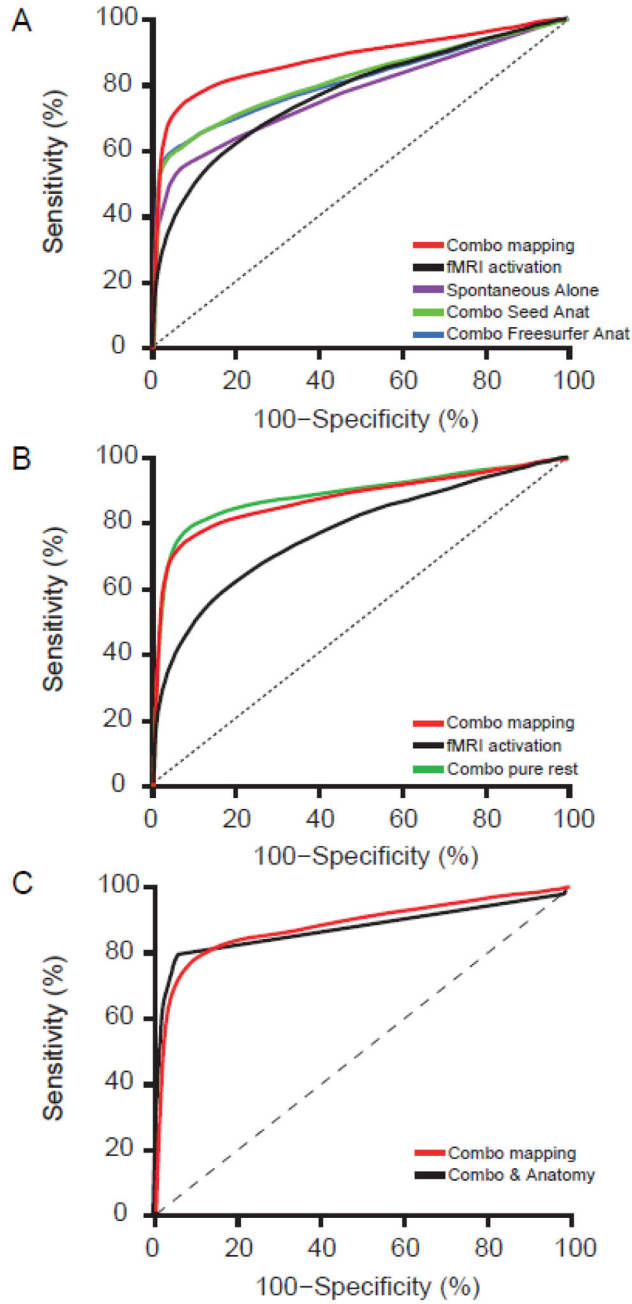 A
100
80
60
40
20
0
Sensitivity (%)
Combo mapping
fMRI activation
Spontaneous Alone
Combo Seed Anat
Combo Freesurfer Anat
0 20 40 60 80 100
100−Specificity (%)
B
100
80
60
40
20
0
Sensitivity (%)
Combo mapping
fMRI activation
Combo pure rest
0 20 40 60 80 100
100−Specificity (%)
C
100
80
60
40
20
0
Sensitivity (%)
Combo mapping
Combo & Anatomy
0 20 40 60 80 100
100−Specificity (%)